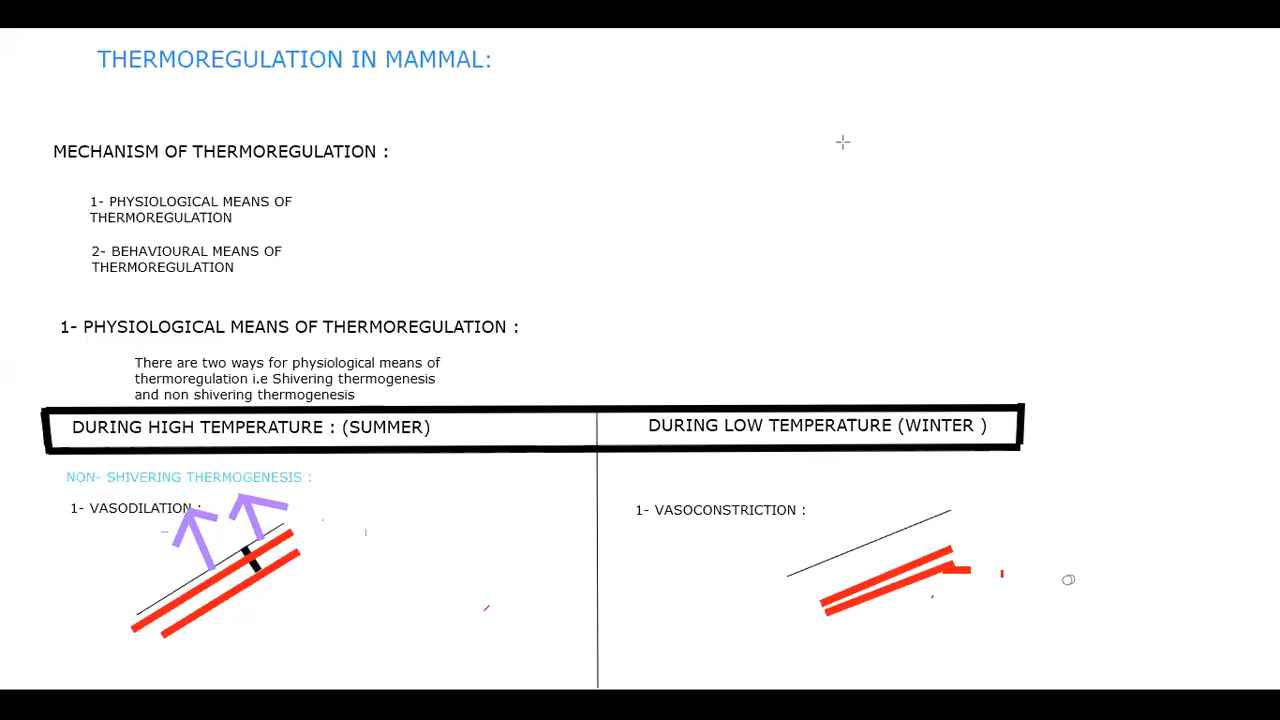 THERMOREGULATION IN MAMMAL:
MECHANISM OF THERMOREGULATION :
1- PHYSIOLOGICAL MEANS OF
THERMOREGULATION
2- BEHAVIOURAL MEANS OF
THERMOREGULATION
1- PHYSIOLOGICAL MEANS OF THERMOREGULATION :
There are two ways for physiological means of
thermoregulation i.e Shivering thermogenesis
and non shivering thermogenesis
DURING HIGH TEMPERATURE : (SUMMER)
DURING LOW TEMPERATURE (WINTER )
NON- SHIVERING THERMOGENESIS :
1- VASODILATION :
1- VASOCONSTRICTION :